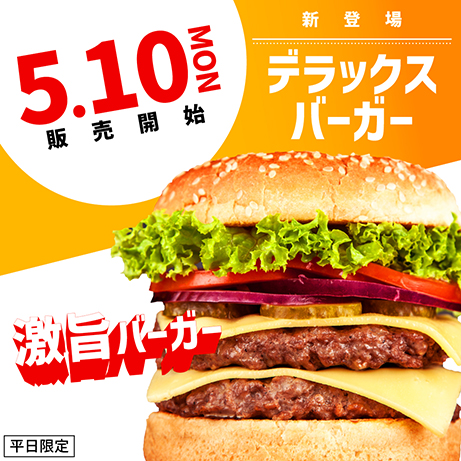 5.10 MON
販売開始
新登場
デラックス
バーガー
激旨バーガー
平日限定